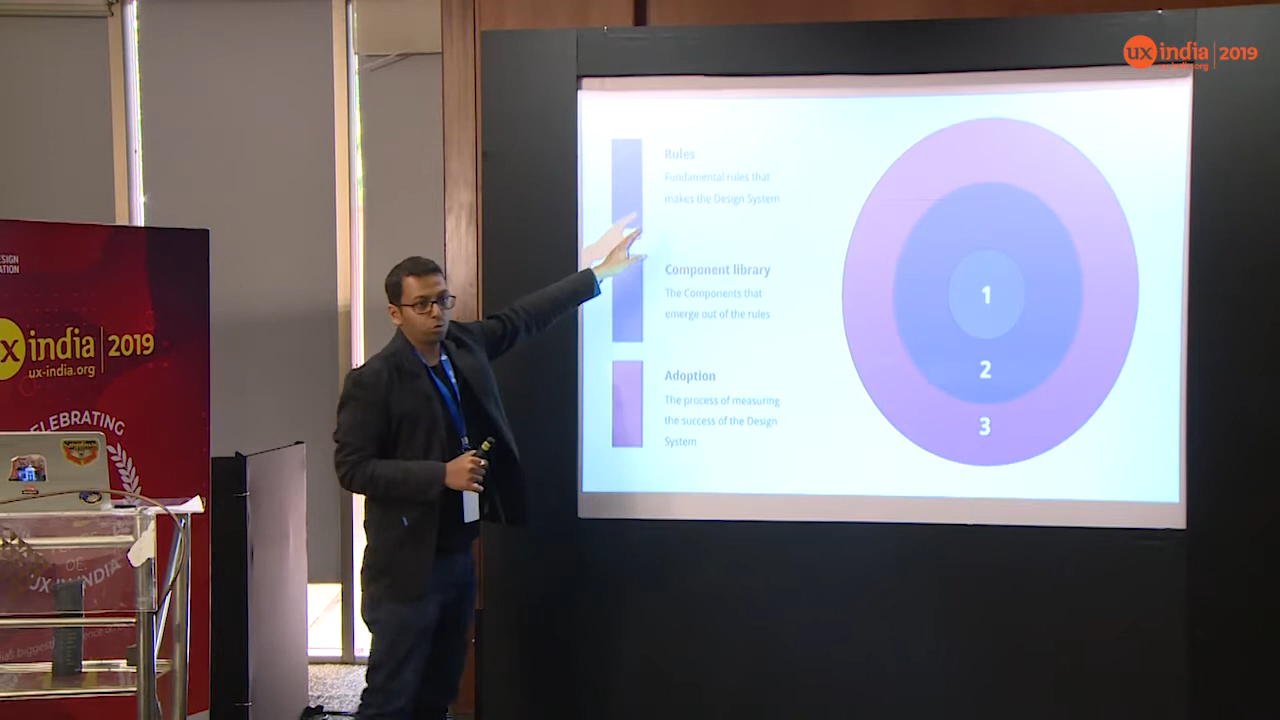 ux india | 2019
Rules
Fundamental rules that
makes the Design System
Component library
The Components that
emerge out of the rules
Adoption
The process of measuring
the success of the Design
System
1
2
3
x india | 2019
ux-india.org
ELEBRATING
UX IN INDIA